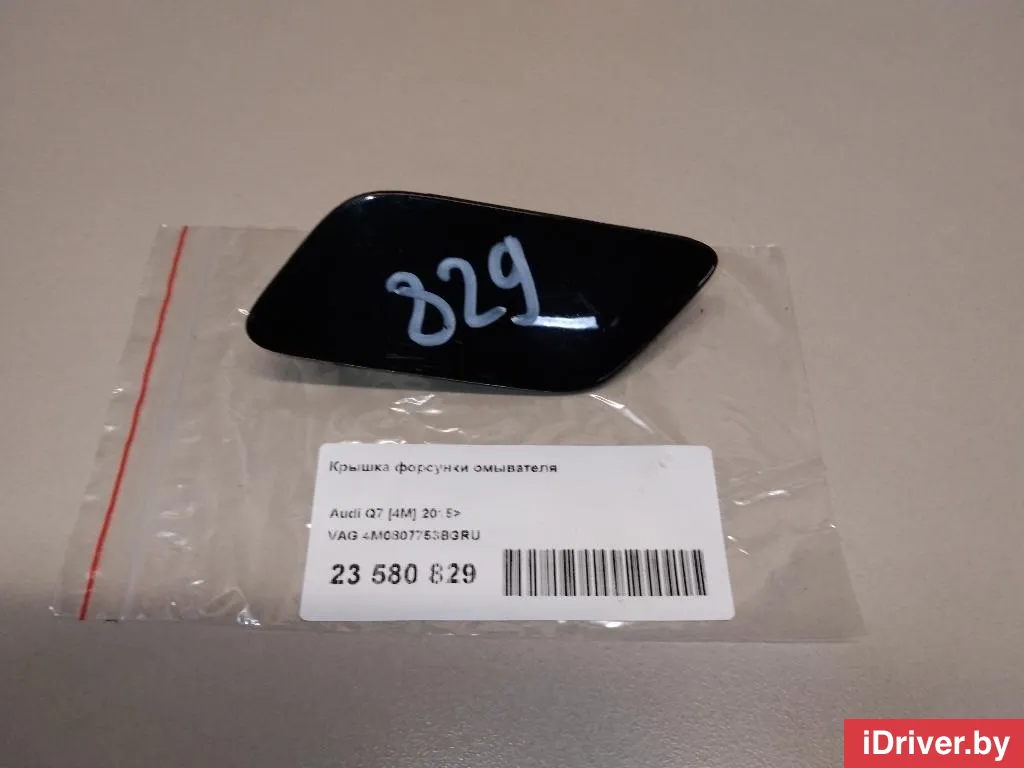 829
Крышка форсунки омывателя
Audi Q7 [4M] 2015>
VAG 4M0807753BGRU
23 580 829
iDriver.by